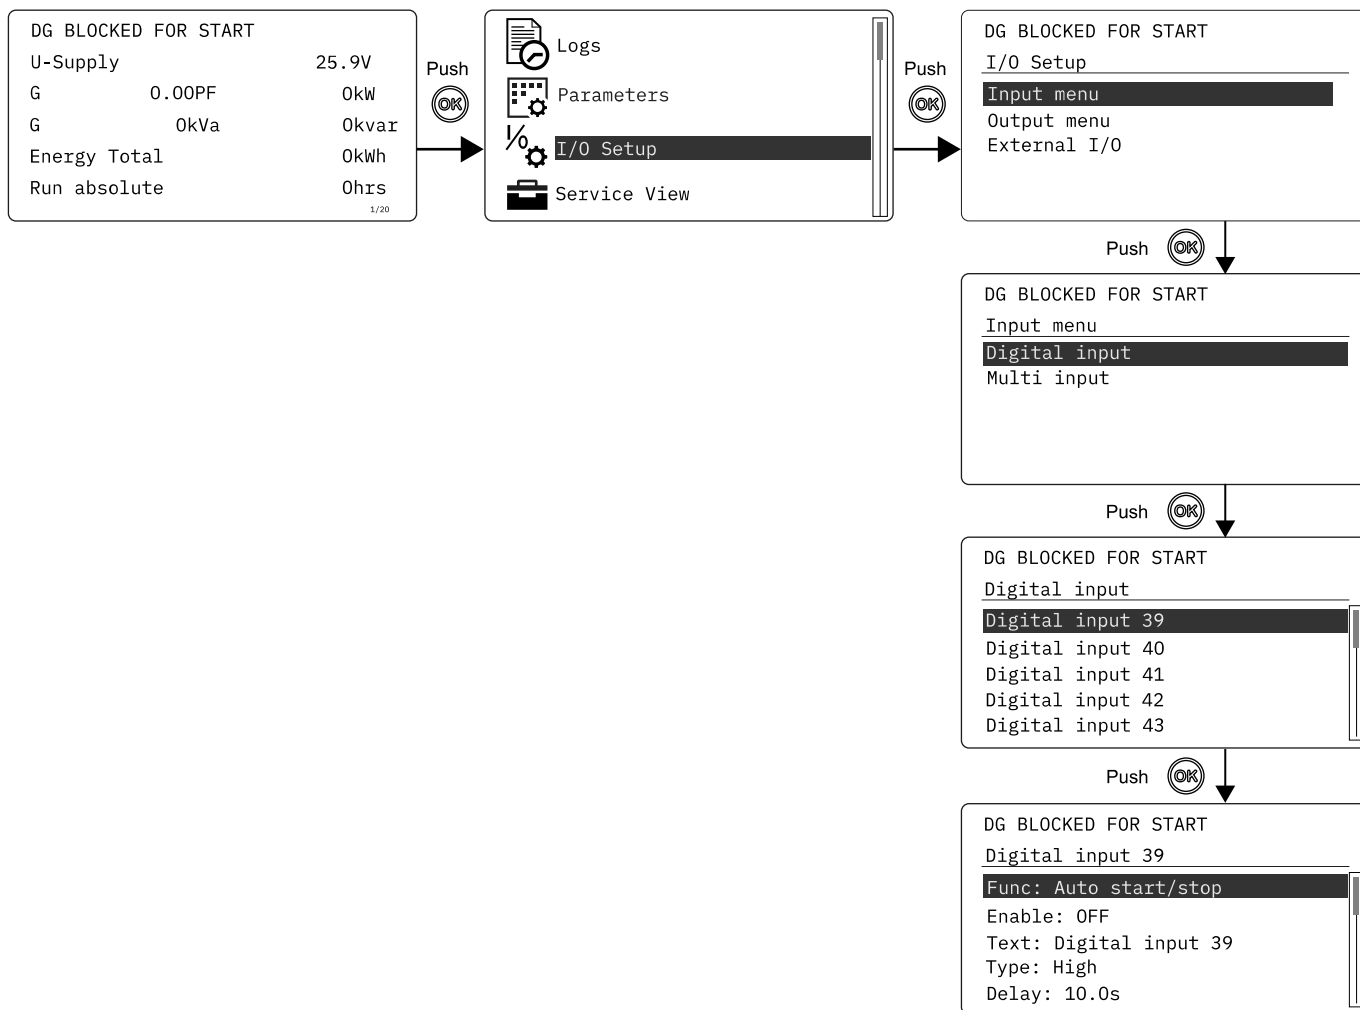 DG BLOCKED FOR START
U-Supply 25.9V
G 0.00PF 0kW
G 0kVa 0kvar
Energy Total 0kWh
Run absolute 0hrs
1/20
Push
OK
Logs
Parameters
I/O
I/O Setup
Service View
Push
OK
DG BLOCKED FOR START
I/O Setup
Input menu
Output menu
External I/O
Push OK
DG BLOCKED FOR START
Input menu
Digital input
Multi input
Push OK
DG BLOCKED FOR START
Digital input
Digital input 39
Digital input 40
Digital input 41
Digital input 42
Digital input 43
Push OK
DG BLOCKED FOR START
Digital input 39
Func: Auto start/stop
Enable: OFF
Text: Digital input 39
Type: High
Delay: 10.0s